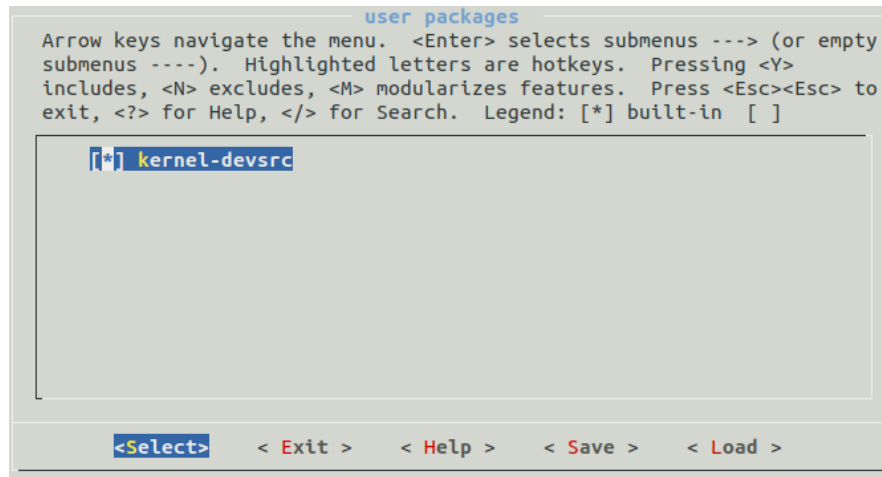 user packages
Arrow keys navigate the menu.  <Enter> selects submenus ---> (or empty
submenus ----).  Highlighted letters are hotkeys.  Pressing <Y>
includes, <N> excludes, <M> modularizes features.  Press <Esc><Esc> to
exit, <?> for Help, </> for Search.  Legend: [*] built-in  [ ]
[*] kernel-devsrc
<Select>    < Exit >    < Help >    < Save >    < Load >